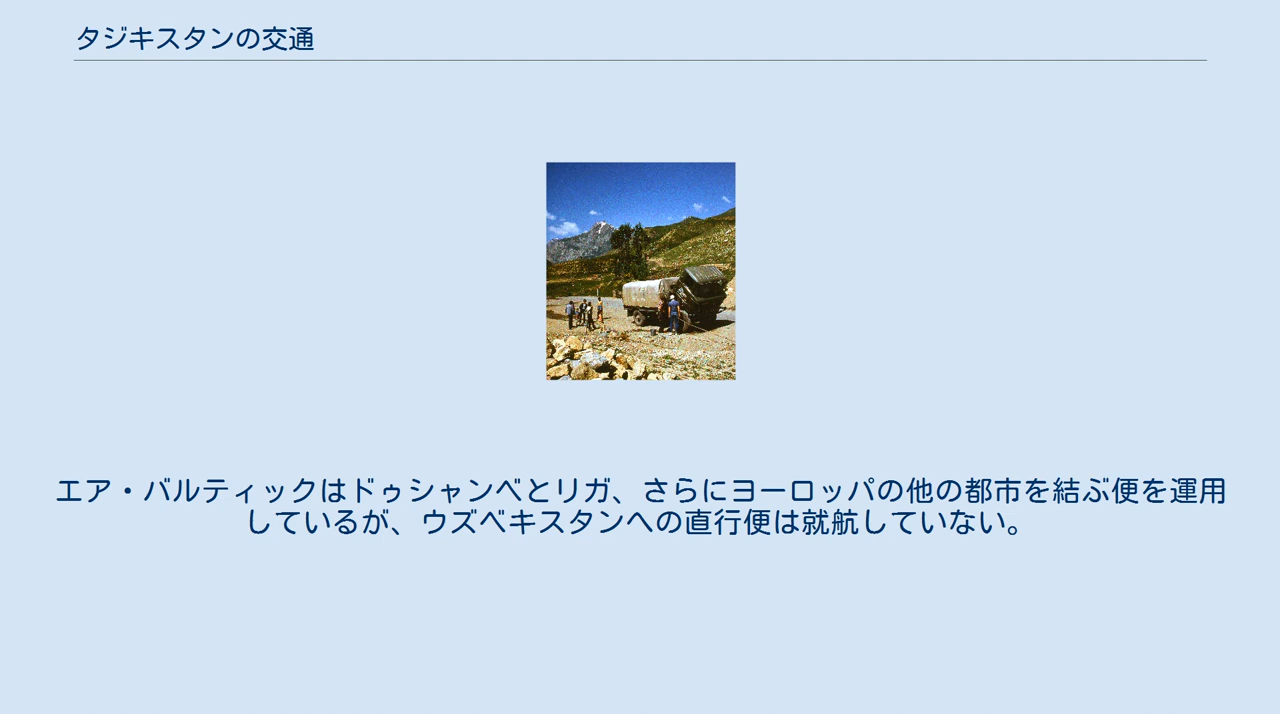 タジキスタンの交通
エア・バルティックはドゥシャンベとリガ、さらにヨーロッパの他の都市を結ぶ便を運用
しているが、ウズベキスタンへの直行便は就航していない。